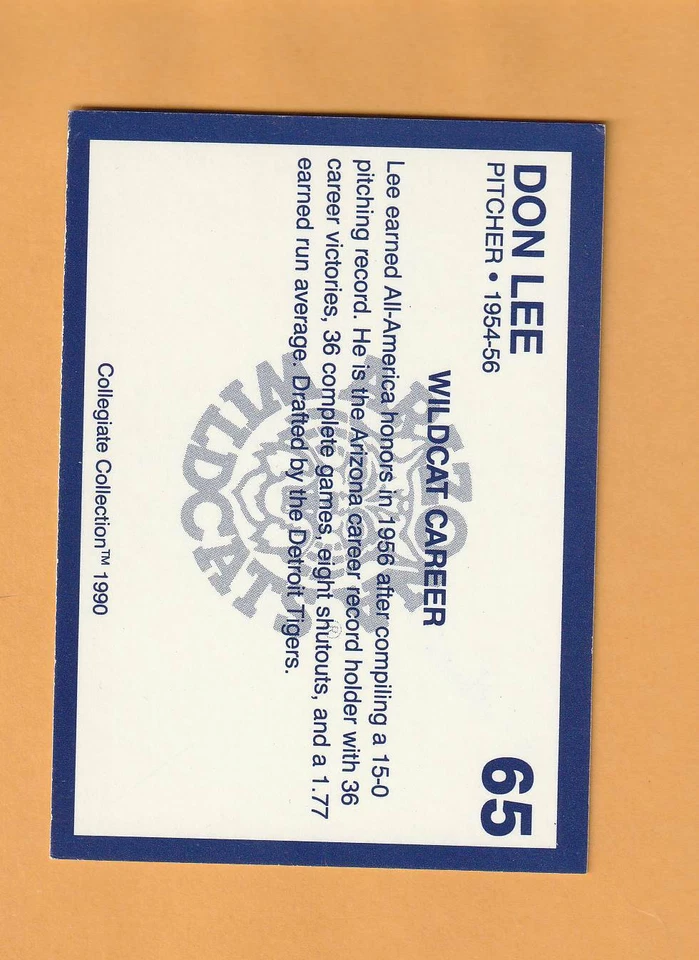 DON LEE
65
PITCHER • 1954-56
WILDCAT CAREER
Lee earned All-America honors in 1956 after compiling a 15-0
pitching record. He is the Arizona career record holder with 36
career victories, 36 complete games, eight shutouts, and a 1.77
earned run average. Drafted by the Detroit Tigers.
ARIZONA
WILDCATS
®
Collegiate Collection™ 1990